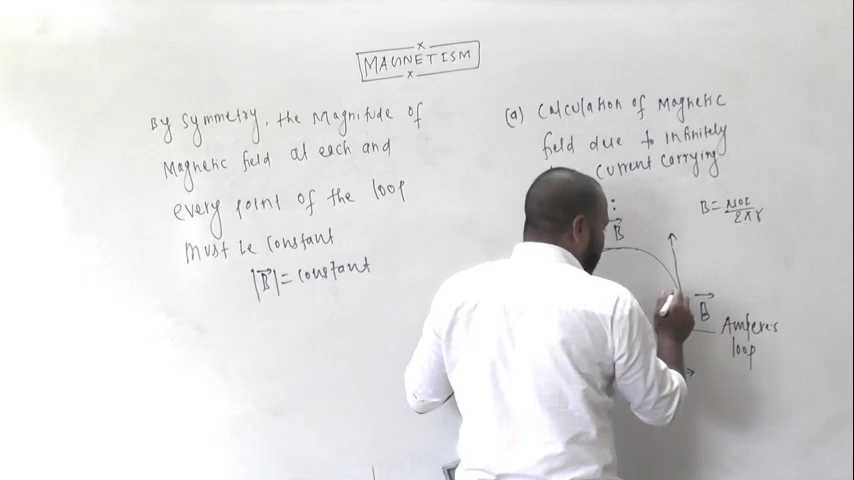 MAGNETISM
By symmetry, the magnitude of
Magnetic field at each and
every point of the loop
Must be constant
|B⃗| = constant
(a) Calculation of Magnetic
field due to infinitely
current carrying
:
B⃗
B = μ0I/2πr
B⃗
Ampere's
loop